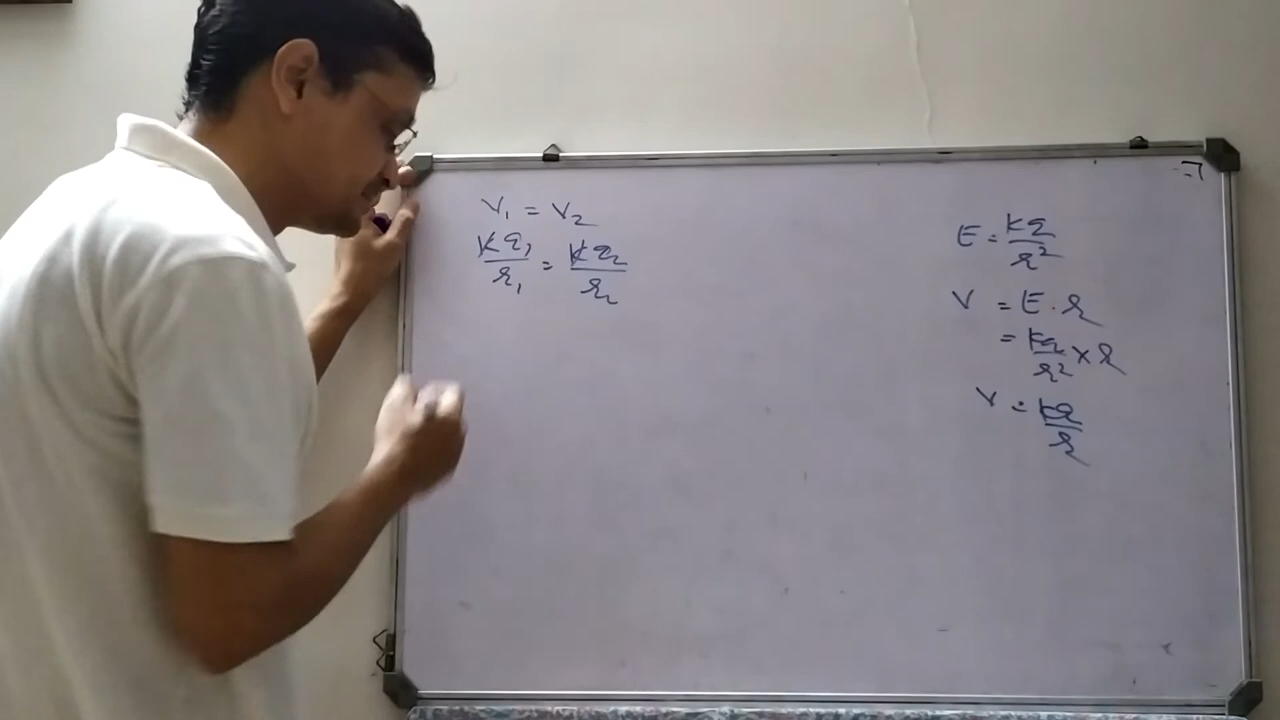 V₁ = V₂
kq₁/r₁ = kq₂/r₂
E = kq/r²
V = E · r
= kq/r² × r
V = kq/r